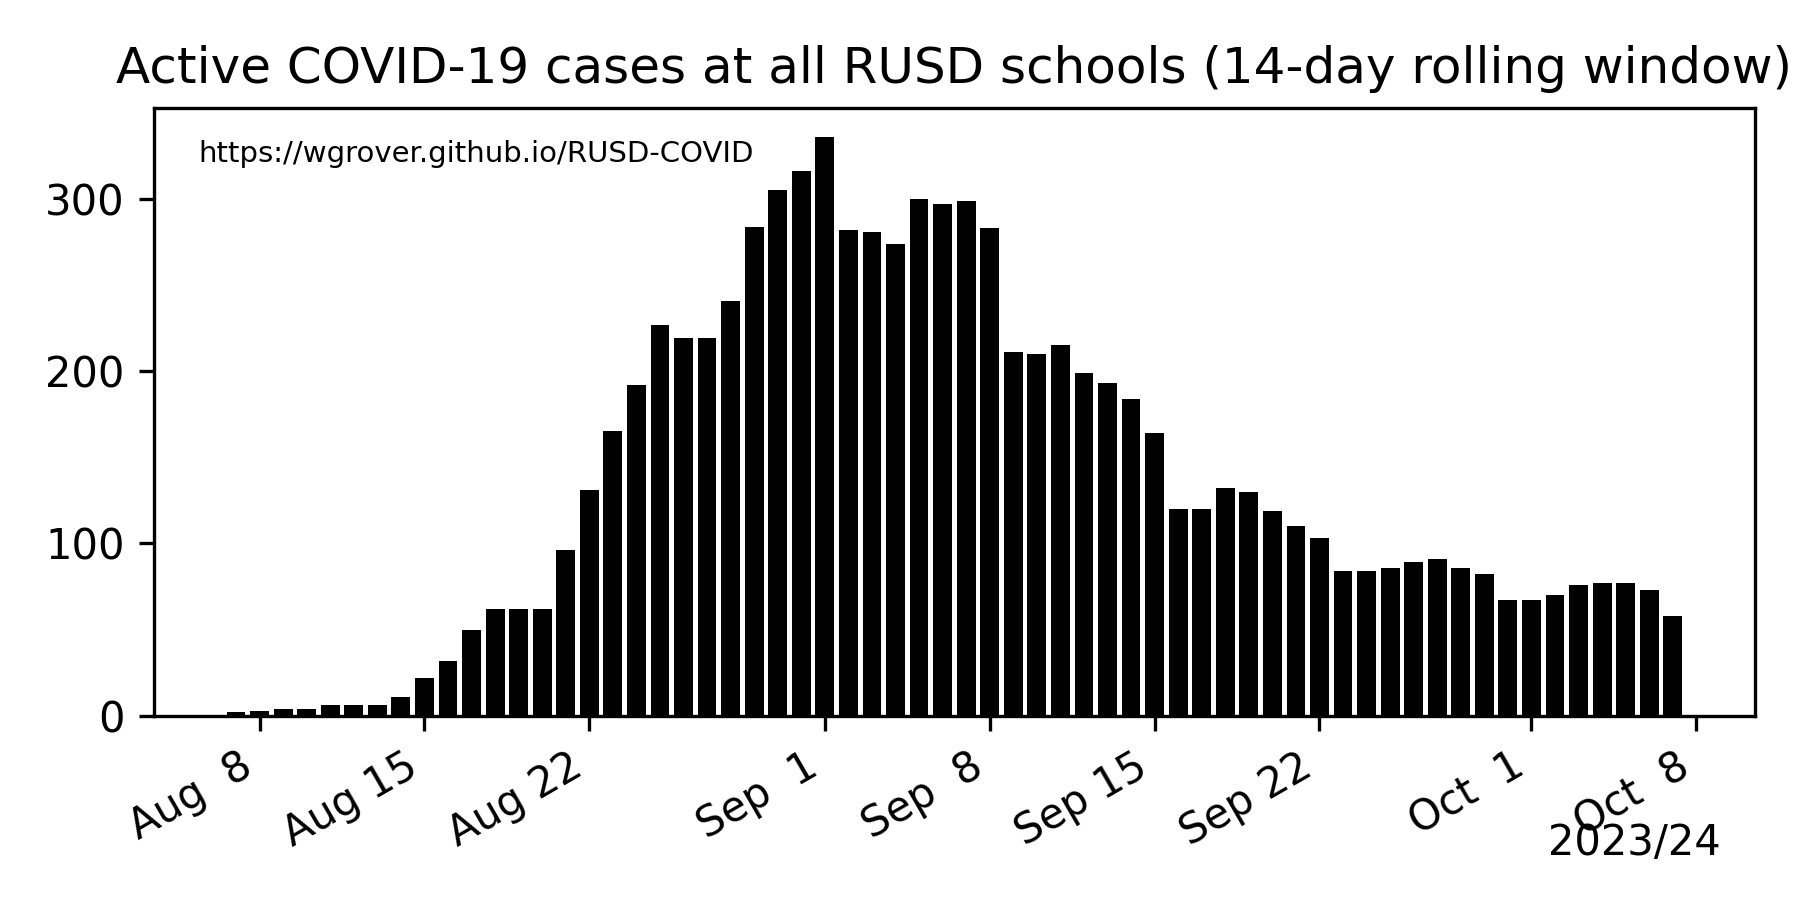 Active COVID-19 cases at all RUSD schools (14-day rolling window)
https://wgrover.github.io/RUSD-COVID
300
200
100
0
Aug 8
Aug 15
Aug 22
Sep 1
Sep 8
Sep 15
Sep 22
Oct 1
Oct 8
2023/24